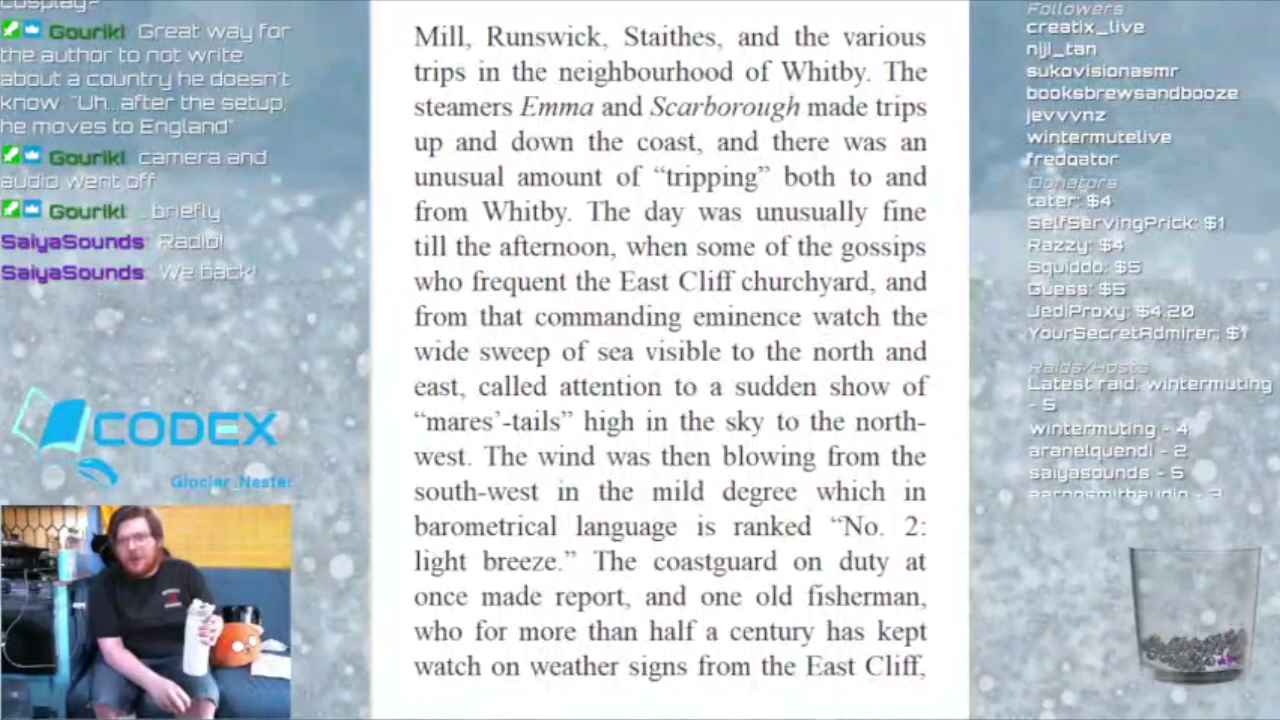 cosplay?
Gouriki: Great way for
the author to not write
about a country he doesn't
know. "Uh.. after the setup,
he moves to England"
Gouriki: camera and
audio went off
Gouriki: ...briefly
SaiyaSounds: Radio!
SaiyaSounds: We back!
CODEX
Glacier_Nester
Mill, Runswick, Staithes, and the various
trips in the neighbourhood of Whitby. The
steamers Emma and Scarborough made trips
up and down the coast, and there was an
unusual amount of “tripping” both to and
from Whitby. The day was unusually fine
till the afternoon, when some of the gossips
who frequent the East Cliff churchyard, and
from that commanding eminence watch the
wide sweep of sea visible to the north and
east, called attention to a sudden show of
“mares’-tails” high in the sky to the north-
west. The wind was then blowing from the
south-west in the mild degree which in
barometrical language is ranked “No. 2:
light breeze.” The coastguard on duty at
once made report, and one old fisherman,
who for more than half a century has kept
watch on weather signs from the East Cliff,
Followers
creatix_live
niji_tan
sukovisionasmr
booksbrewsandbooze
jevvvnz
wintermutelive
fredgator
Donators
tater: $4
SelfServingPrick: $1
Razzy: $4
Squiddo: $5
Guess: $5
JediProxy: $4.20
YourSecretAdmirer: $1
Raids/Hosts
Latest raid: wintermuting
- 5
wintermuting - 4
aranelquendi - 2
saiyasounds - 5
aaronsmithaudio - 3